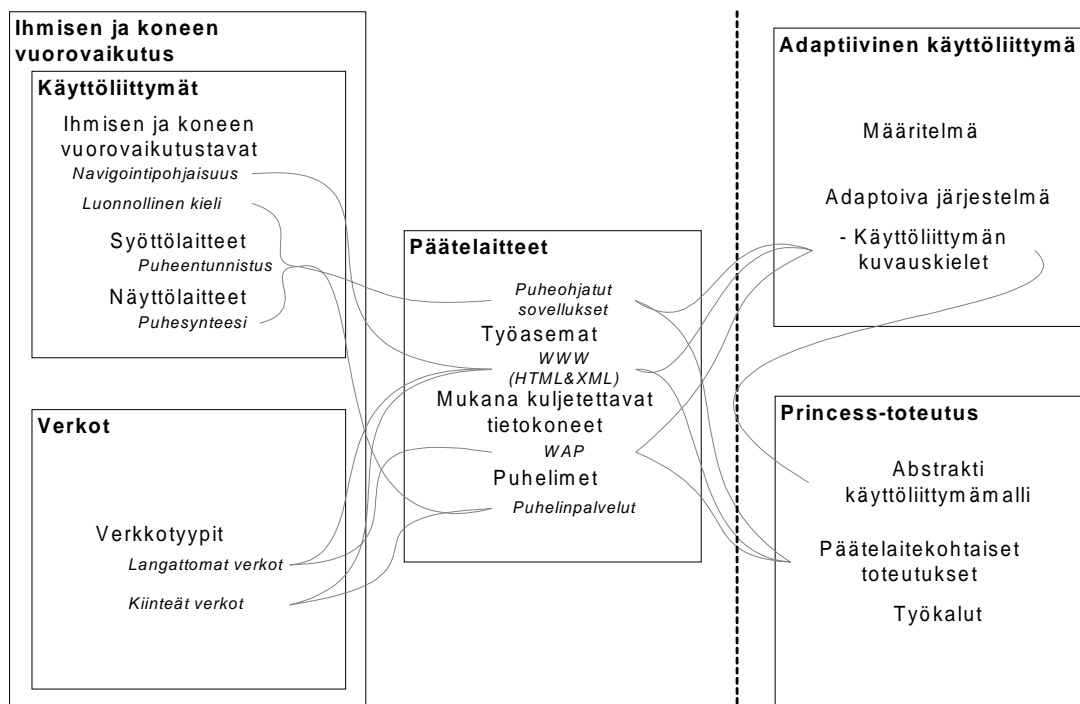 Ihmisen ja koneen
vuorovaikutus
Käyttöliittymät
Ihmisen ja koneen
vuorovaikutustavat
Navigointipohjaisuus
Luonnollinen kieli
Syöttölaitteet
Puheentunnistus
Näyttölaitteet
Puhesynteesi
Verkot
Verkkotyypit
Langattomat verkot
Kiinteät verkot
Päätelaitteet
Puheohjatut
sovellukset
Työasemat
WWW
(HTML&XML)
Mukana kuljetettavat
tietokoneet
WAP
Puhelimet
Puhelinpalvelut
Adaptiivinen käyttöliittymä
Määritelmä
Adaptoiva järjestelmä
- Käyttöliittymän
kuvauskielet
Princess-toteutus
Abstrakti
käyttöliittymämalli
Päätelaitekohtaiset
toteutukset
Työkalut